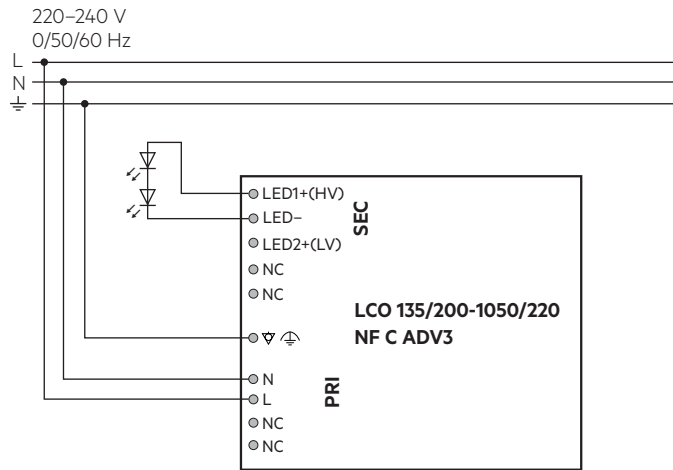 220–240 V
0/50/60 Hz
L
N
LED1+(HV)
LED–
SEC
LED2+(LV)
NC
NC
LCO 135/200-1050/220
NF C ADV3
N
PRI
L
NC
NC